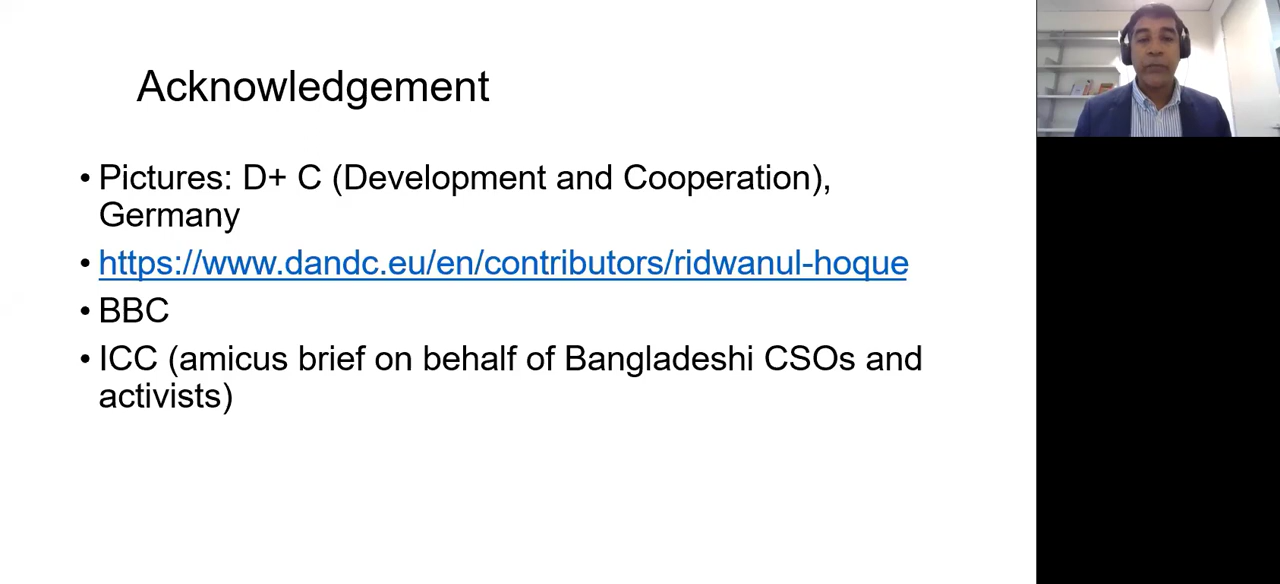 Acknowledgement
• Pictures: D+ C (Development and Cooperation),
Germany
• https://www.dandc.eu/en/contributors/ridwanul-hoque
• BBC
• ICC (amicus brief on behalf of Bangladeshi CSOs and
activists)